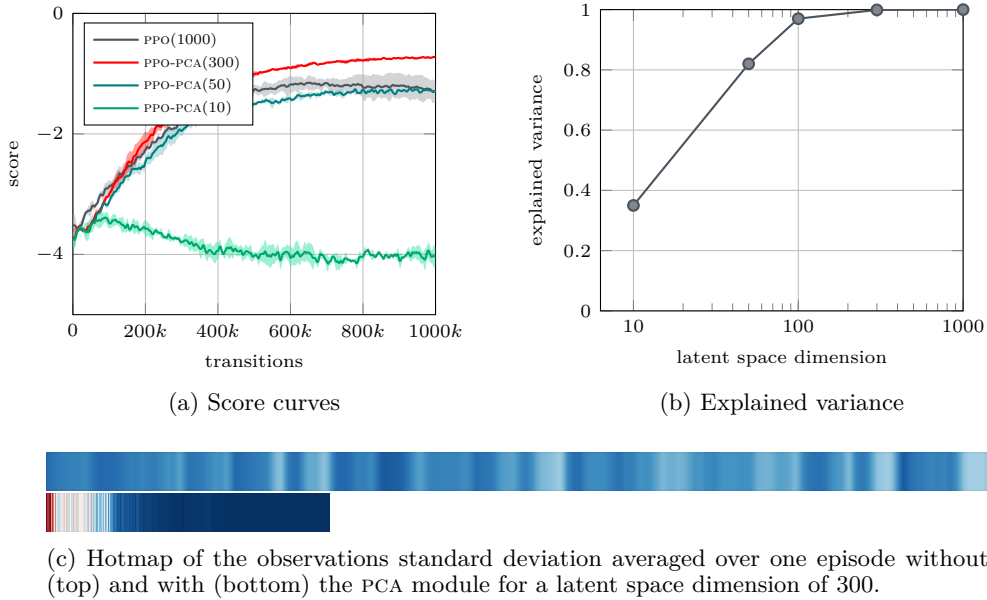 0
−2
−4
score
PPO(1000)
PPO-PCA(300)
PPO-PCA(50)
PPO-PCA(10)
0
200k
400k
600k
800k
1000k
transitions
(a) Score curves
1
0.8
0.6
0.4
0.2
0
explained variance
10
100
1000
latent space dimension
(b) Explained variance
(c) Hotmap of the observations standard deviation averaged over one episode without
(top) and with (bottom) the PCA module for a latent space dimension of 300.